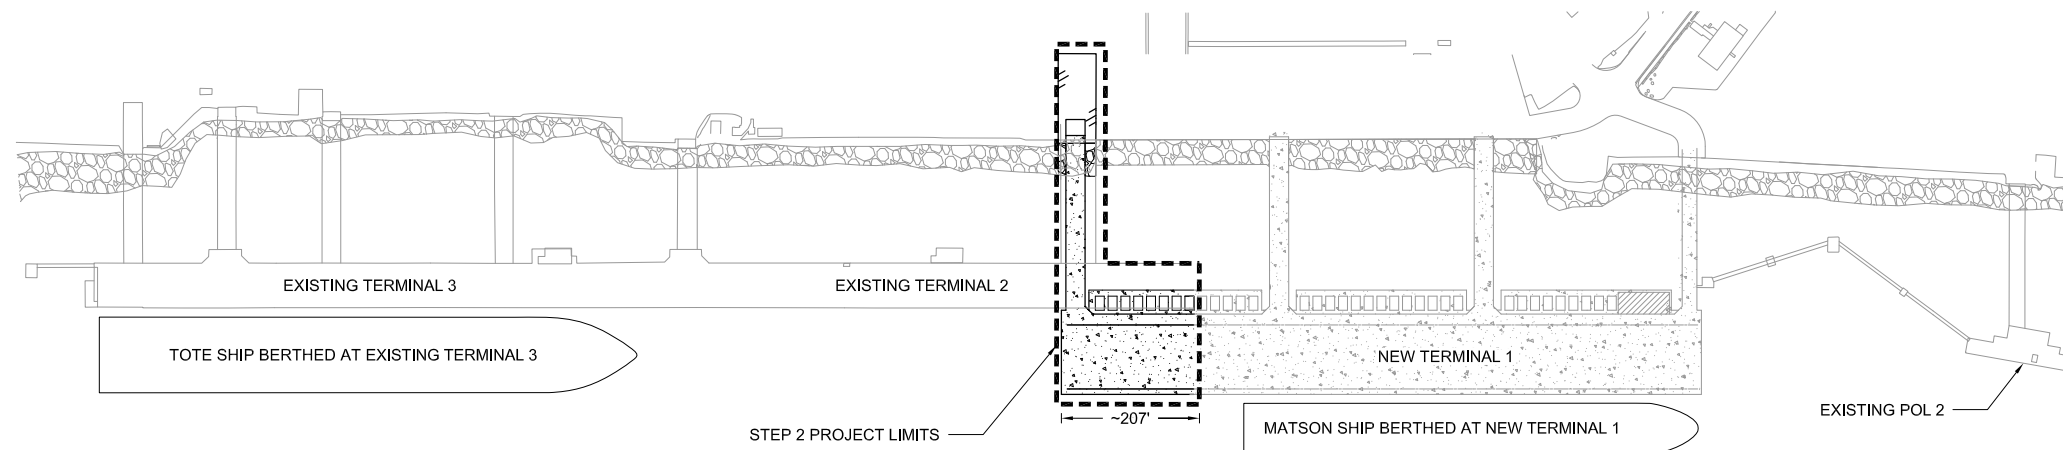 EXISTING TERMINAL 3
EXISTING TERMINAL 2
TOTE SHIP BERTHED AT EXISTING TERMINAL 3
NEW TERMINAL 1
~207'
STEP 2 PROJECT LIMITS
MATSON SHIP BERTHED AT NEW TERMINAL 1
EXISTING POL 2